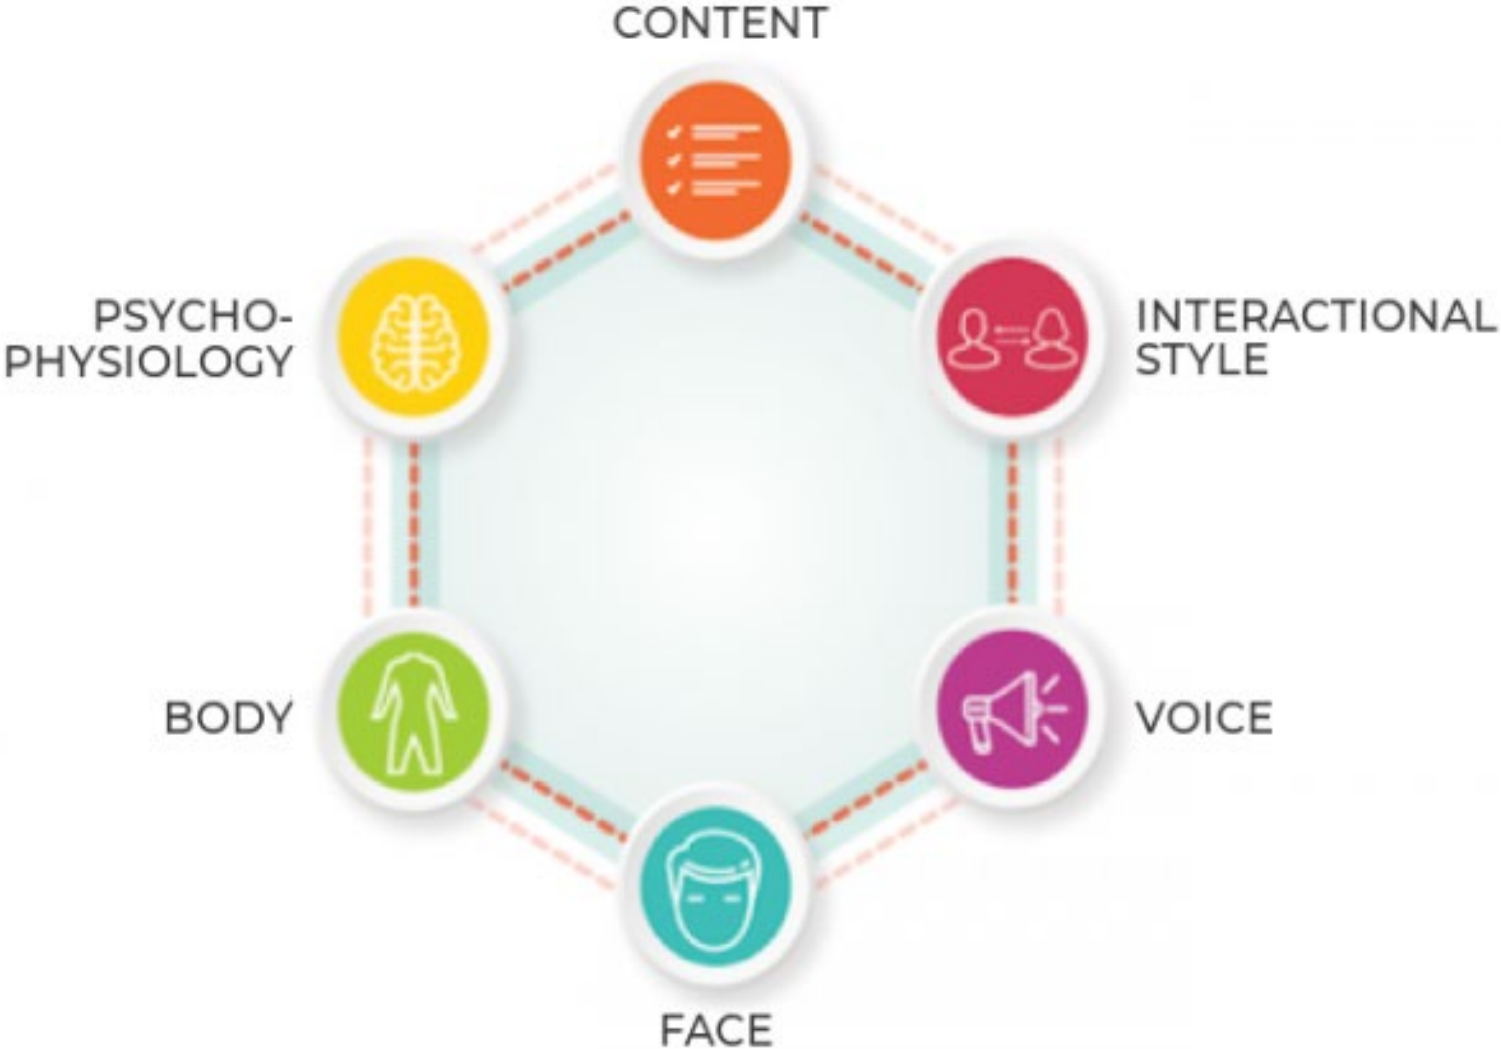 CONTENT
PSYCHO-
PHYSIOLOGY
INTERACTIONAL
STYLE
BODY
VOICE
FACE